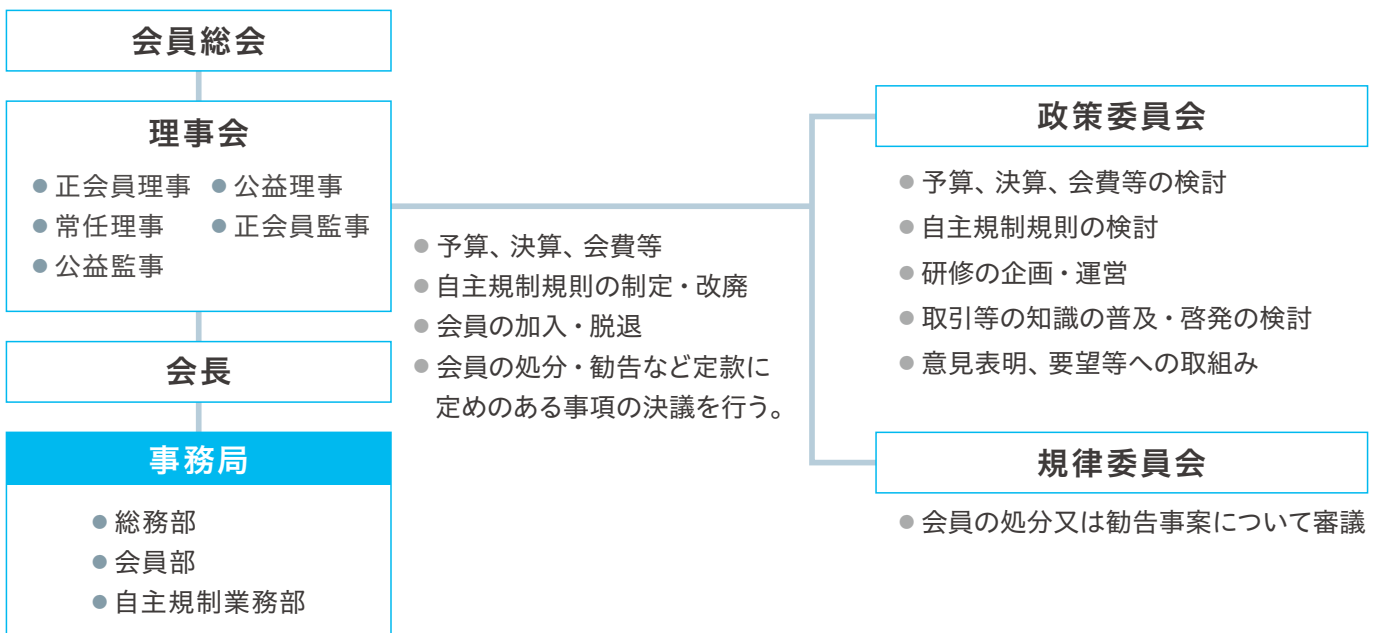 会員総会
理事会
正会員理事
公益理事
常任理事
正会員監事
公益監事
会長
事務局
総務部
会員部
自主規制業務部
予算、決算、会費等
自主規制規則の制定・改廃
会員の加入・脱退
会員の処分・勧告など定款に
定めのある事項の決議を行う。
政策委員会
予算、決算、会費等の検討
自主規制規則の検討
研修の企画・運営
取引等の知識の普及・啓発の検討
意見表明、要望等への取組み
規律委員会
会員の処分又は勧告事案について審議